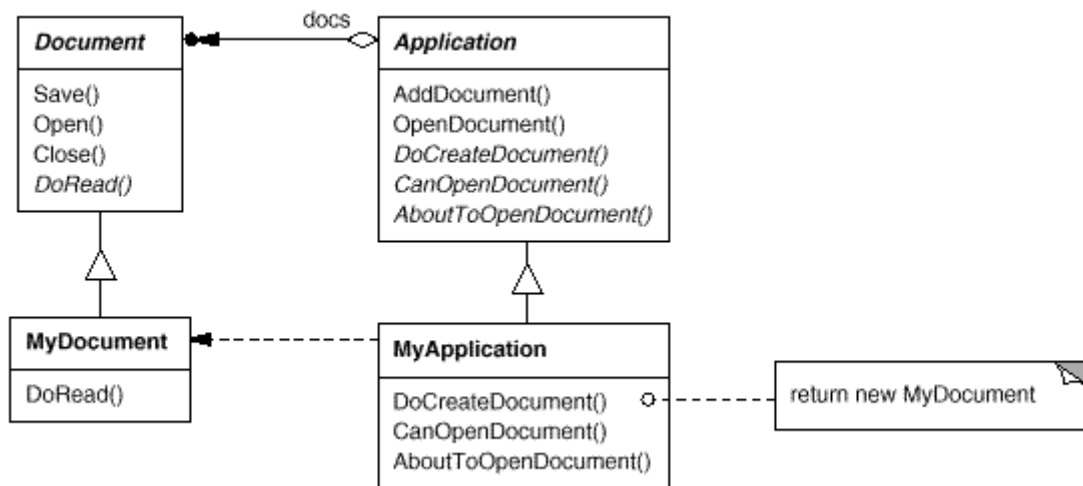 docs
Document
Save()
Open()
Close()
DoRead()
Application
AddDocument()
OpenDocument()
DoCreateDocument()
CanOpenDocument()
AboutToOpenDocument()
MyDocument
DoRead()
MyApplication
DoCreateDocument()
CanOpenDocument()
AboutToOpenDocument()
return new MyDocument